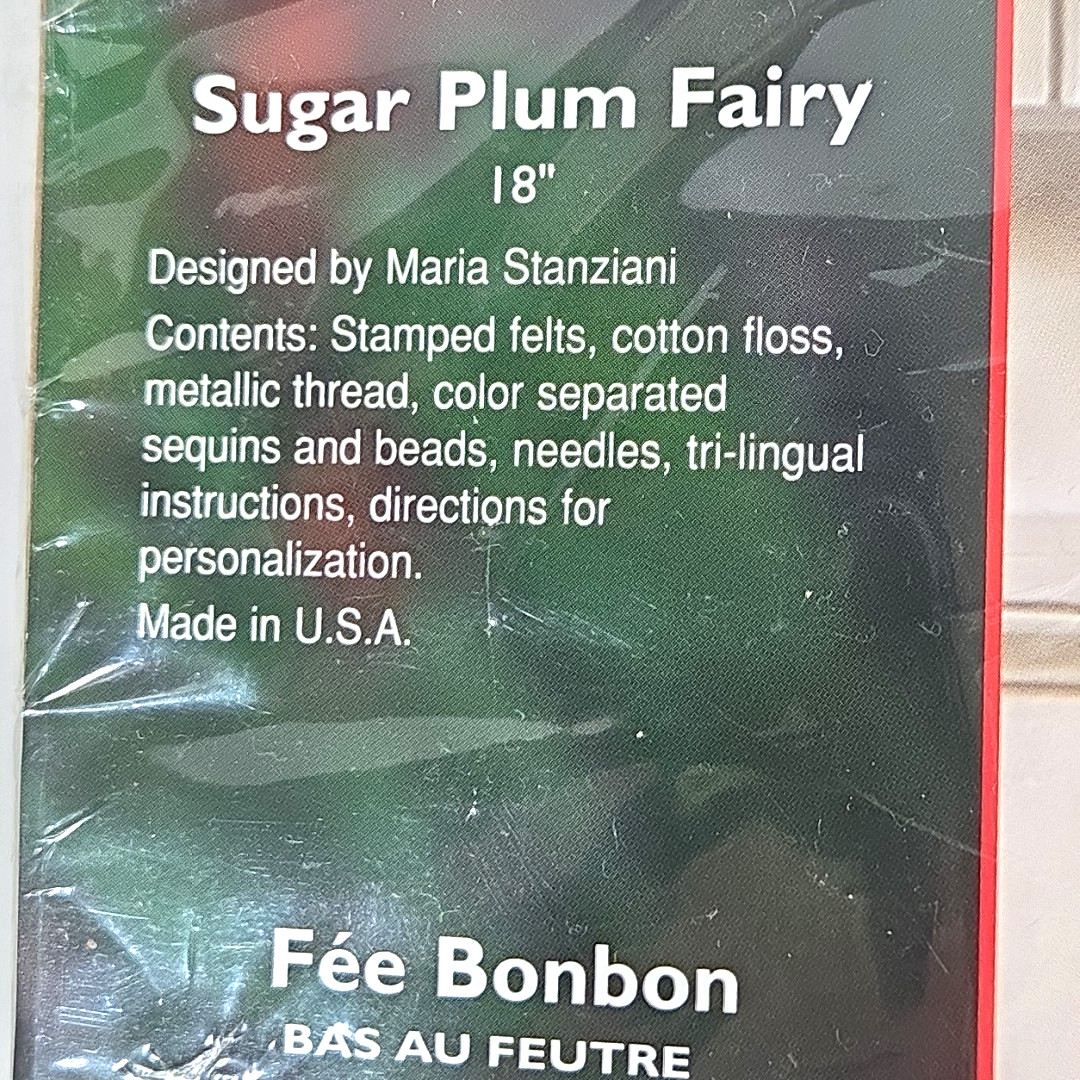 Sugar Plum Fairy
18"
Designed by Maria Stanziani
Contents: Stamped felts, cotton floss,
metallic thread, color separated
sequins and beads, needles, tri-lingual
instructions, directions for
personalization.
Made in U.S.A.
Fée Bonbon
BAS AU FEUTRE